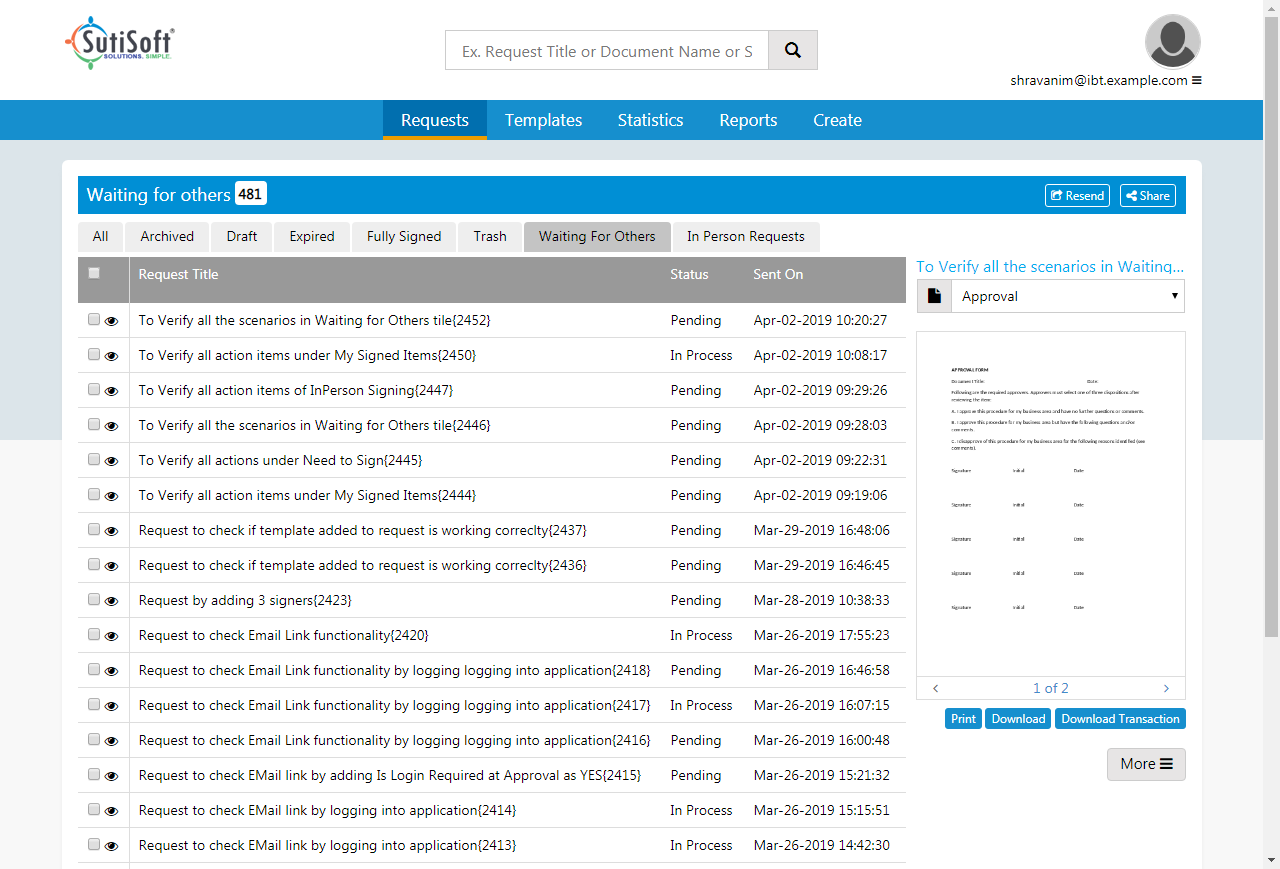 SutiSoft®
SOLUTIONS. SIMPLE.
Ex. Request Title or Document Name or S
shravanim@ibt.example.com
Requests Templates Statistics Reports Create
Waiting for others 481
Resend Share
All Archived Draft Expired Fully Signed Trash Waiting For Others In Person Requests
Request Title Status Sent On
To Verify all the scenarios in Waiting for Others tile{2452} Pending Apr-02-2019 10:20:27
To Verify all action items under My Signed Items{2450} In Process Apr-02-2019 10:08:17
To Verify all action items of InPerson Signing{2447} Pending Apr-02-2019 09:29:26
To Verify all the scenarios in Waiting for Others tile{2446} Pending Apr-02-2019 09:28:03
To Verify all actions under Need to Sign{2445} Pending Apr-02-2019 09:22:31
To Verify all action items under My Signed Items{2444} Pending Apr-02-2019 09:19:06
Request to check if template added to request is working correclty{2437} Pending Mar-29-2019 16:48:06
Request to check if template added to request is working correclty{2436} Pending Mar-29-2019 16:46:45
Request by adding 3 signers{2423} Pending Mar-28-2019 10:38:33
Request to check Email Link functionality{2420} In Process Mar-26-2019 17:55:23
Request to check Email Link functionality by logging logging into application{2418} Pending Mar-26-2019 16:46:58
Request to check Email Link functionality by logging logging into application{2417} In Process Mar-26-2019 16:07:15
Request to check Email Link functionality by logging logging into application{2416} Pending Mar-26-2019 16:00:48
Request to check EMail link by adding Is Login Required at Approval as YES{2415} Pending Mar-26-2019 15:21:32
Request to check EMail link by logging into application{2414} In Process Mar-26-2019 15:15:51
Request to check EMail link by logging into application{2413} In Process Mar-26-2019 14:42:30
To Verify all the scenarios in Waiting...
Approval
APPROVAL FORM
Document Title: Date:
Following are the required approvers. Approvers must select one of three dispositions after
reviewing the item:
A. I approve this procedure for my business area and have no further questions or comments.
B. I approve this procedure for my business area but have the following questions and/or
comments.
C. I disapprove of this procedure for my business area for the following reasons identified (see
comments).
Signature Initial Date
Signature Initial Date
Signature Initial Date
Signature Initial Date
Signature Initial Date
1 of 2
Print Download Download Transaction
More